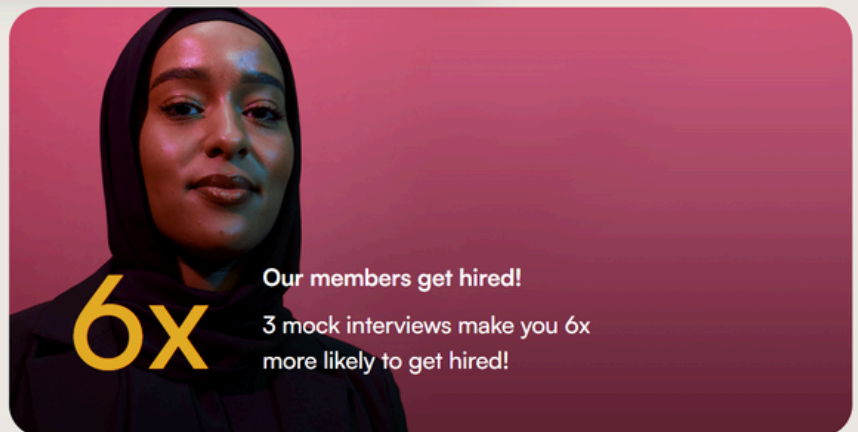 6x
Our members get hired!
3 mock interviews make you 6x
more likely to get hired!